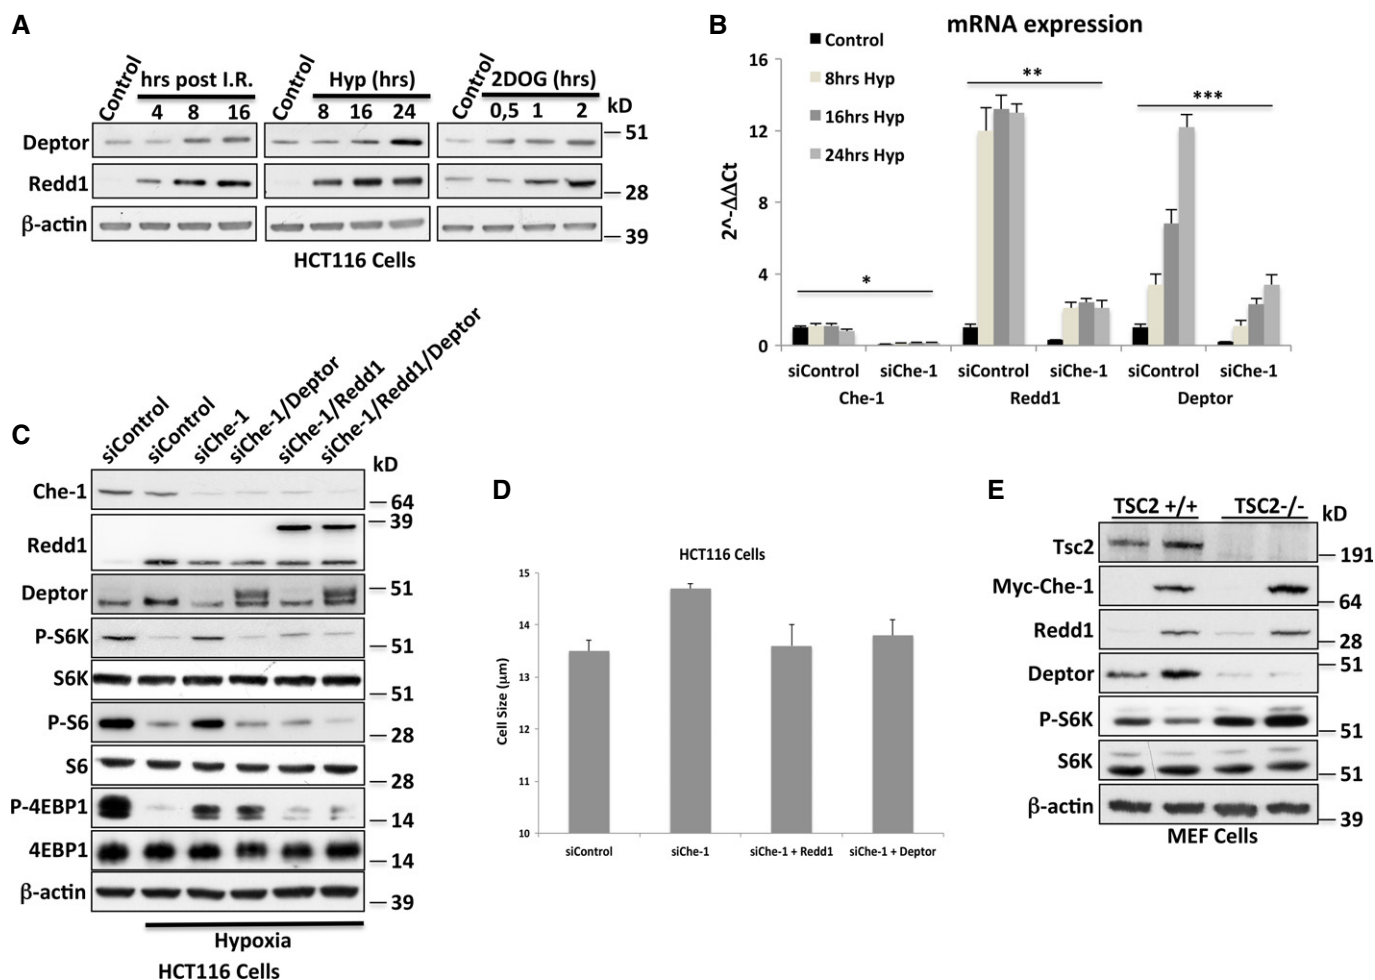 A
Control
hrs post I.R.
4 8 16
Control
Hyp (hrs)
8 16 24
Control
2DOG (hrs)
0,5 1 2
kD
Deptor
51
Redd1
28
β-actin
39
HCT116 Cells
B
mRNA expression
Control
8hrs Hyp
16hrs Hyp
24hrs Hyp
2^-ΔΔCt
16
12
8
4
0
*
**
***
siControl siChe-1 siControl siChe-1 siControl siChe-1
Che-1 Redd1 Deptor
C
siControl
siControl
siChe-1
siChe-1/Deptor
siChe-1/Redd1
siChe-1/Redd1/Deptor
kD
Che-1
64
39
Redd1
Deptor
51
P-S6K
51
S6K
51
P-S6
28
S6
28
P-4EBP1
14
4EBP1
14
β-actin
39
Hypoxia
HCT116 Cells
D
HCT116 Cells
Cell Size (μm)
15
14
13
12
11
10
siControl siChe-1 siChe-1 + Redd1 siChe-1 + Deptor
E
TSC2 +/+ TSC2-/-
kD
Tsc2
191
Myc-Che-1
64
Redd1
28
Deptor
51
P-S6K
51
S6K
51
β-actin
39
MEF Cells